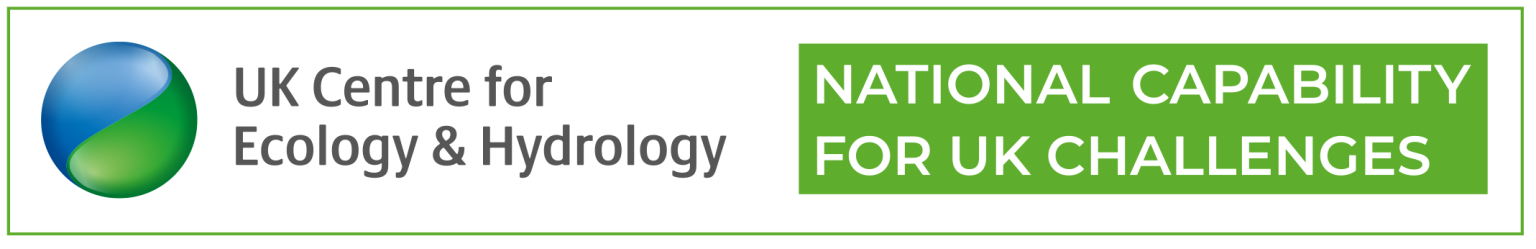 UK Centre for
Ecology & Hydrology
NATIONAL CAPABILITY
FOR UK CHALLENGES